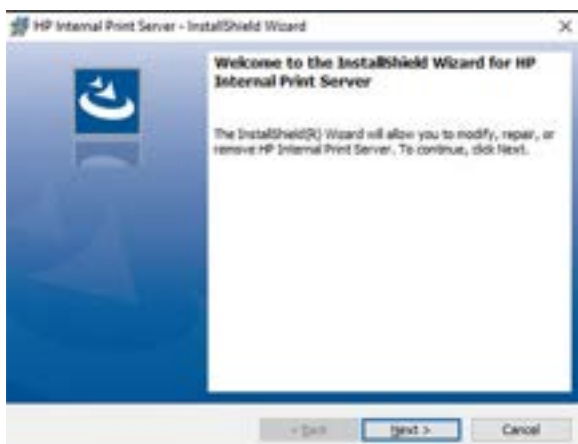 HP Internal Print Server - InstallShield Wizard
Welcome to the InstallShield Wizard for HP
Internal Print Server
The InstallShield(R) Wizard will allow you to modify, repair, or
remove HP Internal Print Server. To continue, click Next.
< Back Next > Cancel